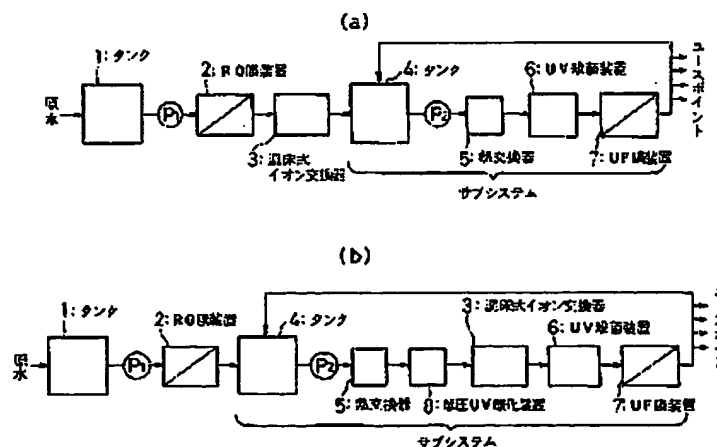 (a)
1:タンク
2:RO膜装置
4:タンク
6:UV殺菌装置
ユースポイント
原水
P1
P2
3:混床式
イオン交換器
5:熱交換器
7:UF膜装置
サブシステム
(b)
1:タンク
2:RO膜装置
4:タンク
3:混床式イオン交換器
6:UV殺菌装置
原水
P1
P2
5:熱交換器
8:低圧UV酸化装置
7:UF膜装置
サブシステム